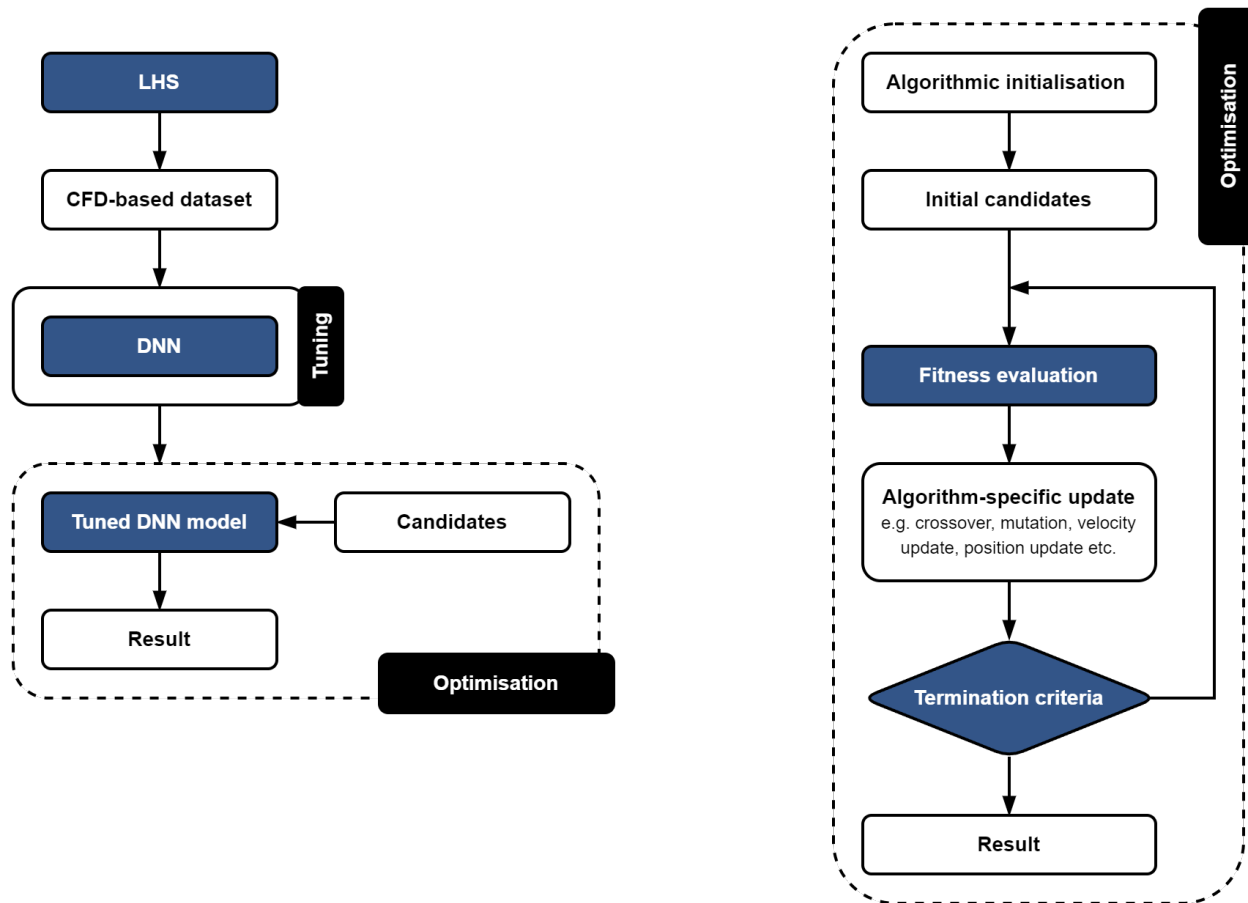 LHS
CFD-based dataset
DNN
Tuning
Tuned DNN model
Candidates
Result
Optimisation
Optimisation
Algorithmic initialisation
Initial candidates
Fitness evaluation
Algorithm-specific update
e.g. crossover, mutation, velocity
update, position update etc.
Termination criteria
Result